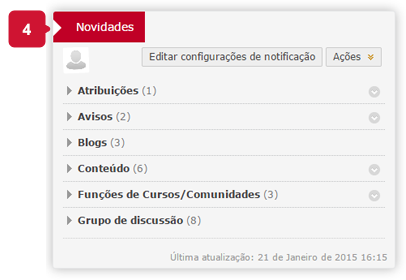 4
Novidades
Editar configurações de notificação Ações
Atribuições (1)
Avisos (2)
Blogs (3)
Conteúdo (6)
Funções de Cursos/Comunidades (3)
Grupo de discussão (8)
Última atualização: 21 de Janeiro de 2015 16:15